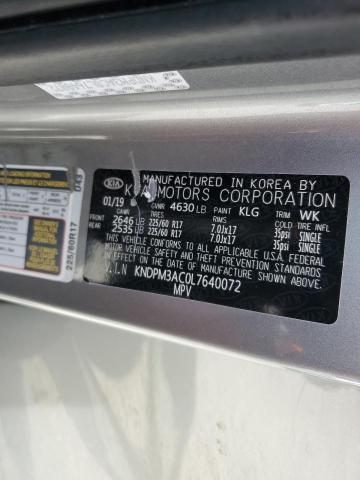 MANUFACTURED IN KOREA BY
KIA KIA MOTORS CORPORATION
01/19 GVWR 4630 LB PAINT KLG TRIM WK
GAWR TIRES RIMS COLD TIRE INFL.
FRONT 2646 LB 225/60 R17 7.0Jx17 35psi SINGLE
REAR 2535 LB 225/60 R17 7.0Jx17 35psi SINGLE
THIS VEHICLE CONFORMS TO ALL APPLICABLE U.S.A. FEDERAL
MOTOR VEHICLE SAFETY, BUMPER, AND THEFT PREVENTION
STANDARDS IN EFFECT ON THE DATE OF MANUFACTURE SHOWN ABOVE.
V.I.N KNDPM3AC0L7640072
MPV
D43
225/60R17